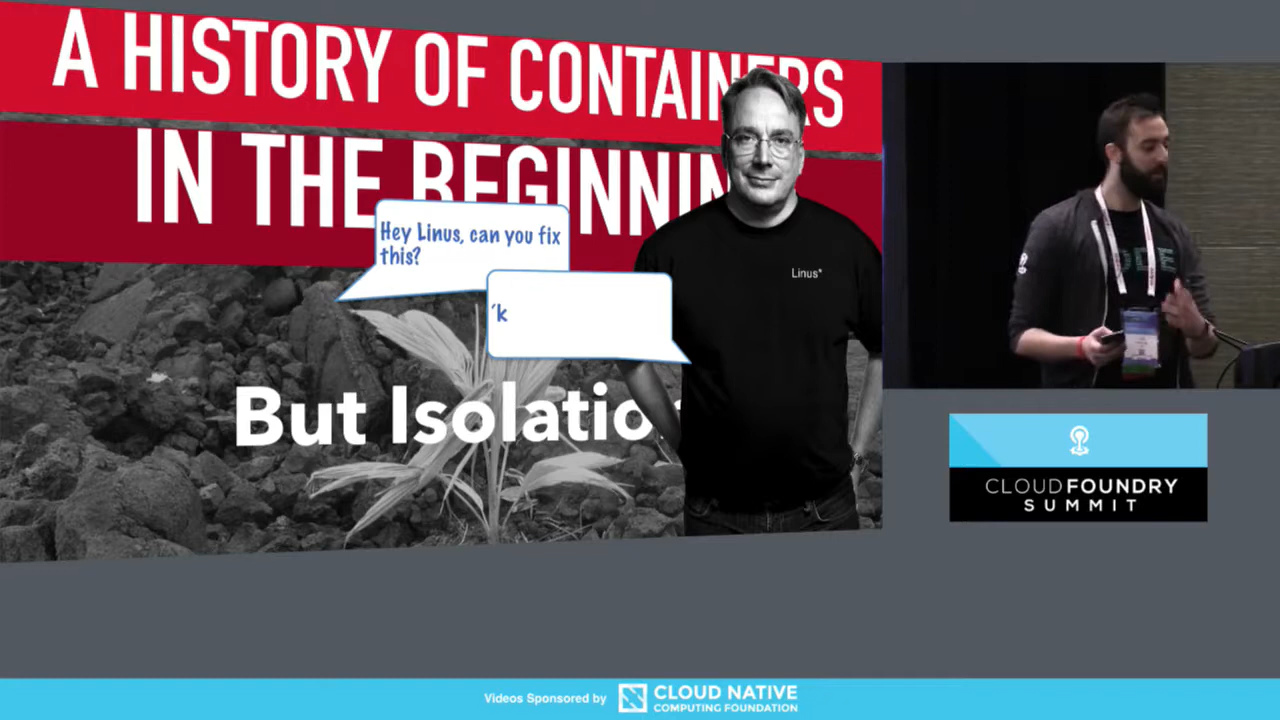 A HISTORY OF CONTAINERS
IN THE BEGINNIN
Hey Linus, can you fix
this?
'k
Linus*
But Isolatio
CLOUDFOUNDRY
SUMMIT
Videos Sponsored by
CLOUD NATIVE
COMPUTING FOUNDATION